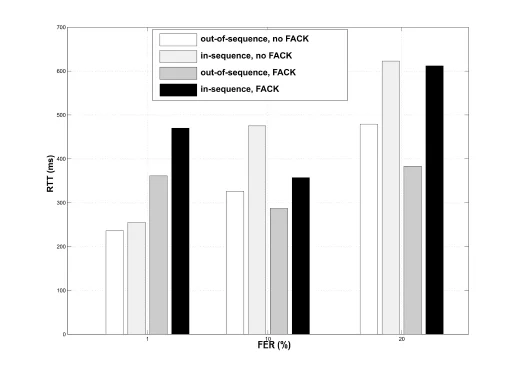 700
600
500
400
300
200
100
0
RTT (ms)
out-of-sequence, no FACK
in-sequence, no FACK
out-of-sequence, FACK
in-sequence, FACK
1
10
20
FER (%)